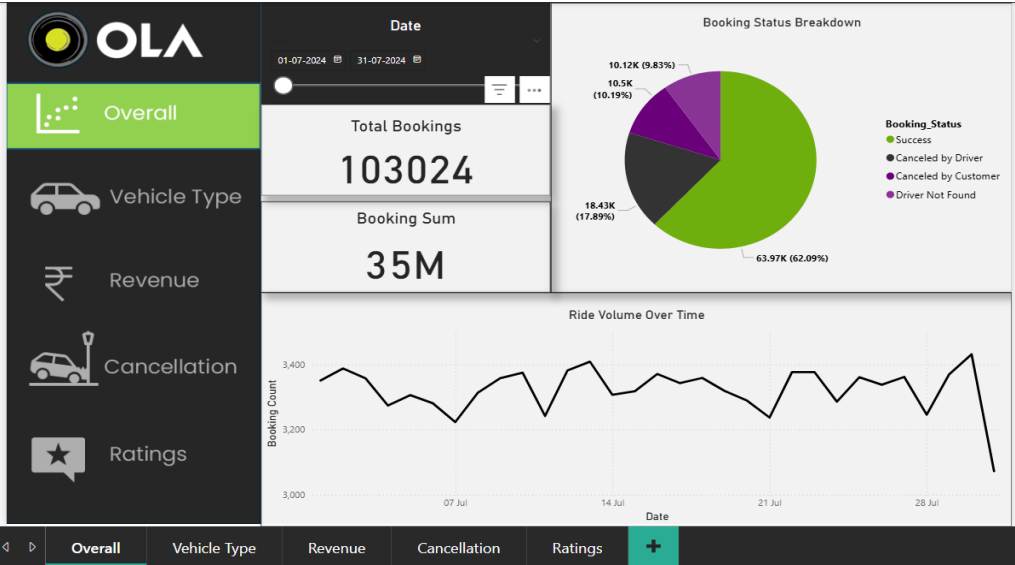 OLA
Overall
Vehicle Type
Revenue
Cancellation
Ratings
Date
01-07-2024 31-07-2024
Total Bookings
103024
Booking Sum
35M
Booking Status Breakdown
10.12K (9.83%)
10.5K
(10.19%)
18.43K
(17.89%)
63.97K (62.09%)
Booking_Status
Success
Canceled by Driver
Canceled by Customer
Driver Not Found
Ride Volume Over Time
Booking Count
3,400
3,200
3,000
07 Jul 14 Jul 21 Jul 28 Jul
Date
Overall Vehicle Type Revenue Cancellation Ratings +